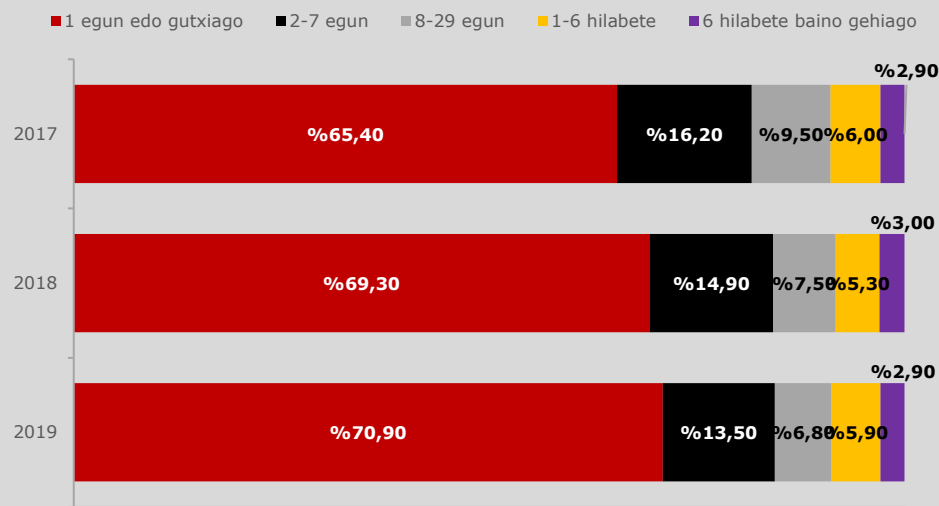 1 egun edo gutxiago 2-7 egun 8-29 egun 1-6 hilabete 6 hilabete baino gehiago
%2,90
2017 %65,40 %16,20 %9,50 %6,00
%3,00
2018 %69,30 %14,90 %7,50 %5,30
%2,90
2019 %70,90 %13,50 %6,80 %5,90